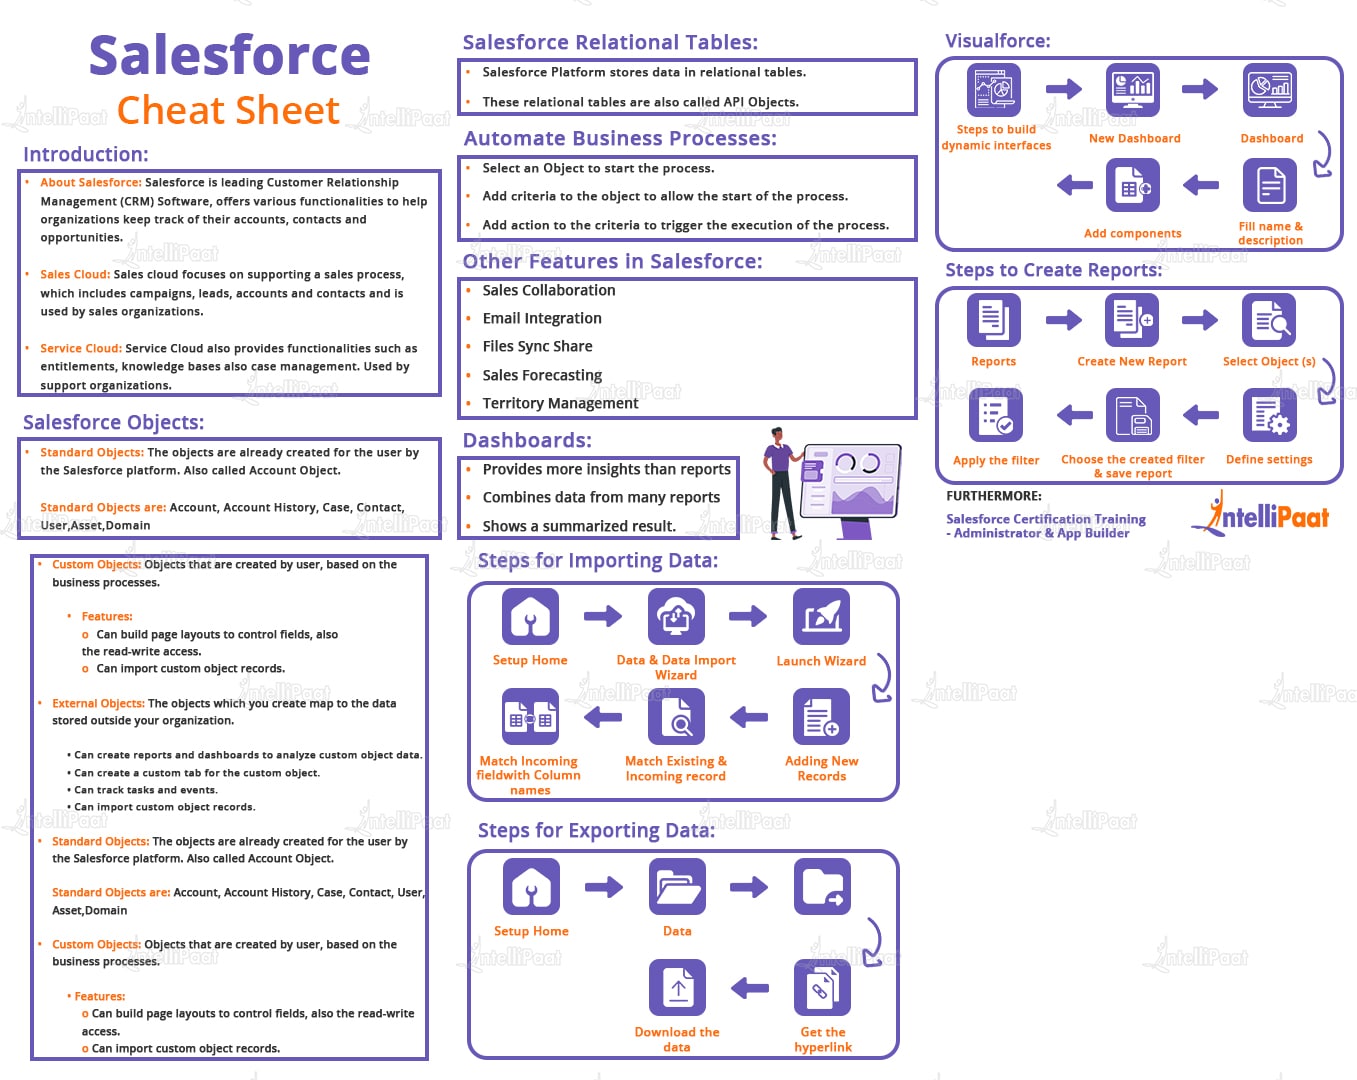 Salesforce
Cheat Sheet
Introduction:
• About Salesforce: Salesforce is leading Customer Relationship
Management (CRM) Software, offers various functionalities to help
organizations keep track of their accounts, contacts and
opportunities.
• Sales Cloud: Sales cloud focuses on supporting a sales process,
which includes campaigns, leads, accounts and contacts and is
used by sales organizations.
• Service Cloud: Service Cloud also provides functionalities such as
entitlements, knowledge bases also case management. Used by
support organizations.
Salesforce Objects:
• Standard Objects: The objects are already created for the user by
the Salesforce platform. Also called Account Object.
Standard Objects are: Account, Account History, Case, Contact,
User,Asset,Domain
• Custom Objects: Objects that are created by user, based on the
business processes.
• Features:
o Can build page layouts to control fields, also
the read-write access.
o Can import custom object records.
• External Objects: The objects which you create map to the data
stored outside your organization.
• Can create reports and dashboards to analyze custom object data.
• Can create a custom tab for the custom object.
• Can track tasks and events.
• Can import custom object records.
• Standard Objects: The objects are already created for the user by
the Salesforce platform. Also called Account Object.
Standard Objects are: Account, Account History, Case, Contact, User,
Asset,Domain
• Custom Objects: Objects that are created by user, based on the
business processes.
• Features:
o Can build page layouts to control fields, also the read-write
access.
o Can import custom object records.
Salesforce Relational Tables:
• Salesforce Platform stores data in relational tables.
• These relational tables are also called API Objects.
Automate Business Processes:
• Select an Object to start the process.
• Add criteria to the object to allow the start of the process.
• Add action to the criteria to trigger the execution of the process.
Other Features in Salesforce:
• Sales Collaboration
• Email Integration
• Files Sync Share
• Sales Forecasting
• Territory Management
Dashboards:
• Provides more insights than reports
• Combines data from many reports
• Shows a summarized result.
Steps for Importing Data:
Setup Home
Data & Data Import
Wizard
Launch Wizard
Match Incoming
fieldwith Column
names
Match Existing &
Incoming record
Adding New
Records
Steps for Exporting Data:
Setup Home
Data
Download the
data
Get the
hyperlink
Visualforce:
Steps to build
dynamic interfaces
New Dashboard
Dashboard
Add components
Fill name &
description
Steps to Create Reports:
Reports
Create New Report
Select Object (s)
Apply the filter
Choose the created filter
& save report
Define settings
FURTHERMORE:
Salesforce Certification Training
- Administrator & App Builder
IntelliPaat